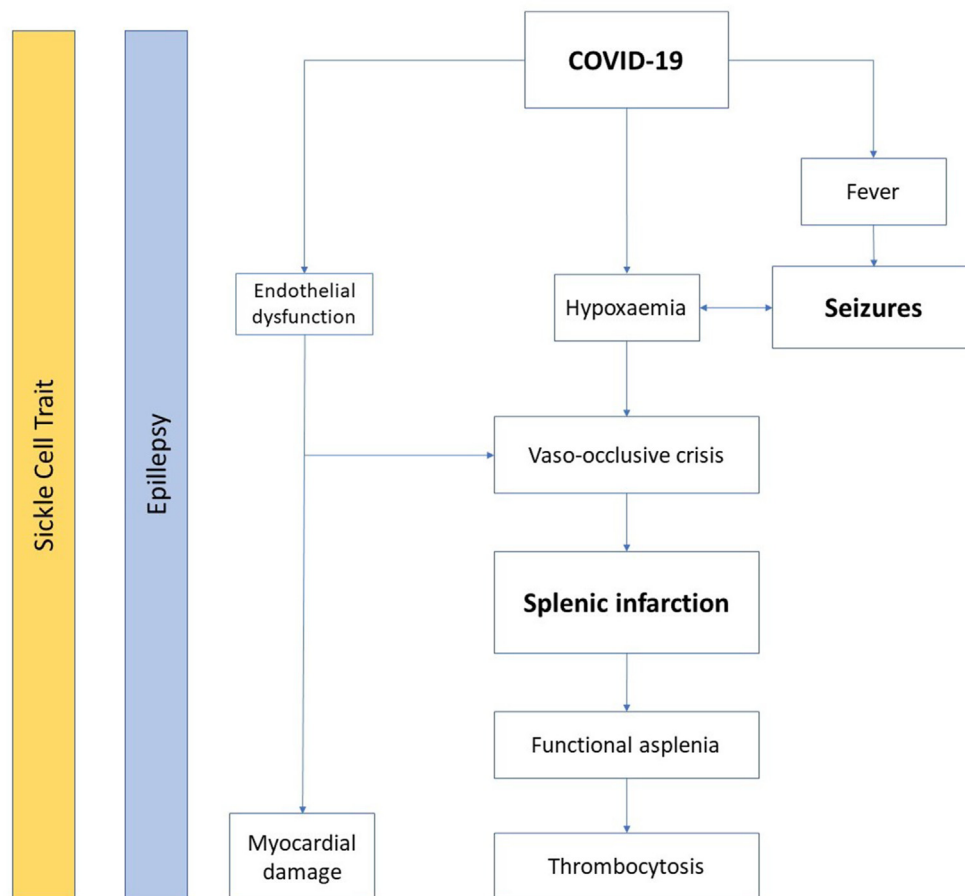 COVID-19
Fever
Endothelial
dysfunction
Hypoxaemia
Seizures
Sickle Cell Trait
Epillepsy
Vaso-occlusive crisis
Splenic infarction
Functional asplenia
Myocardial
damage
Thrombocytosis